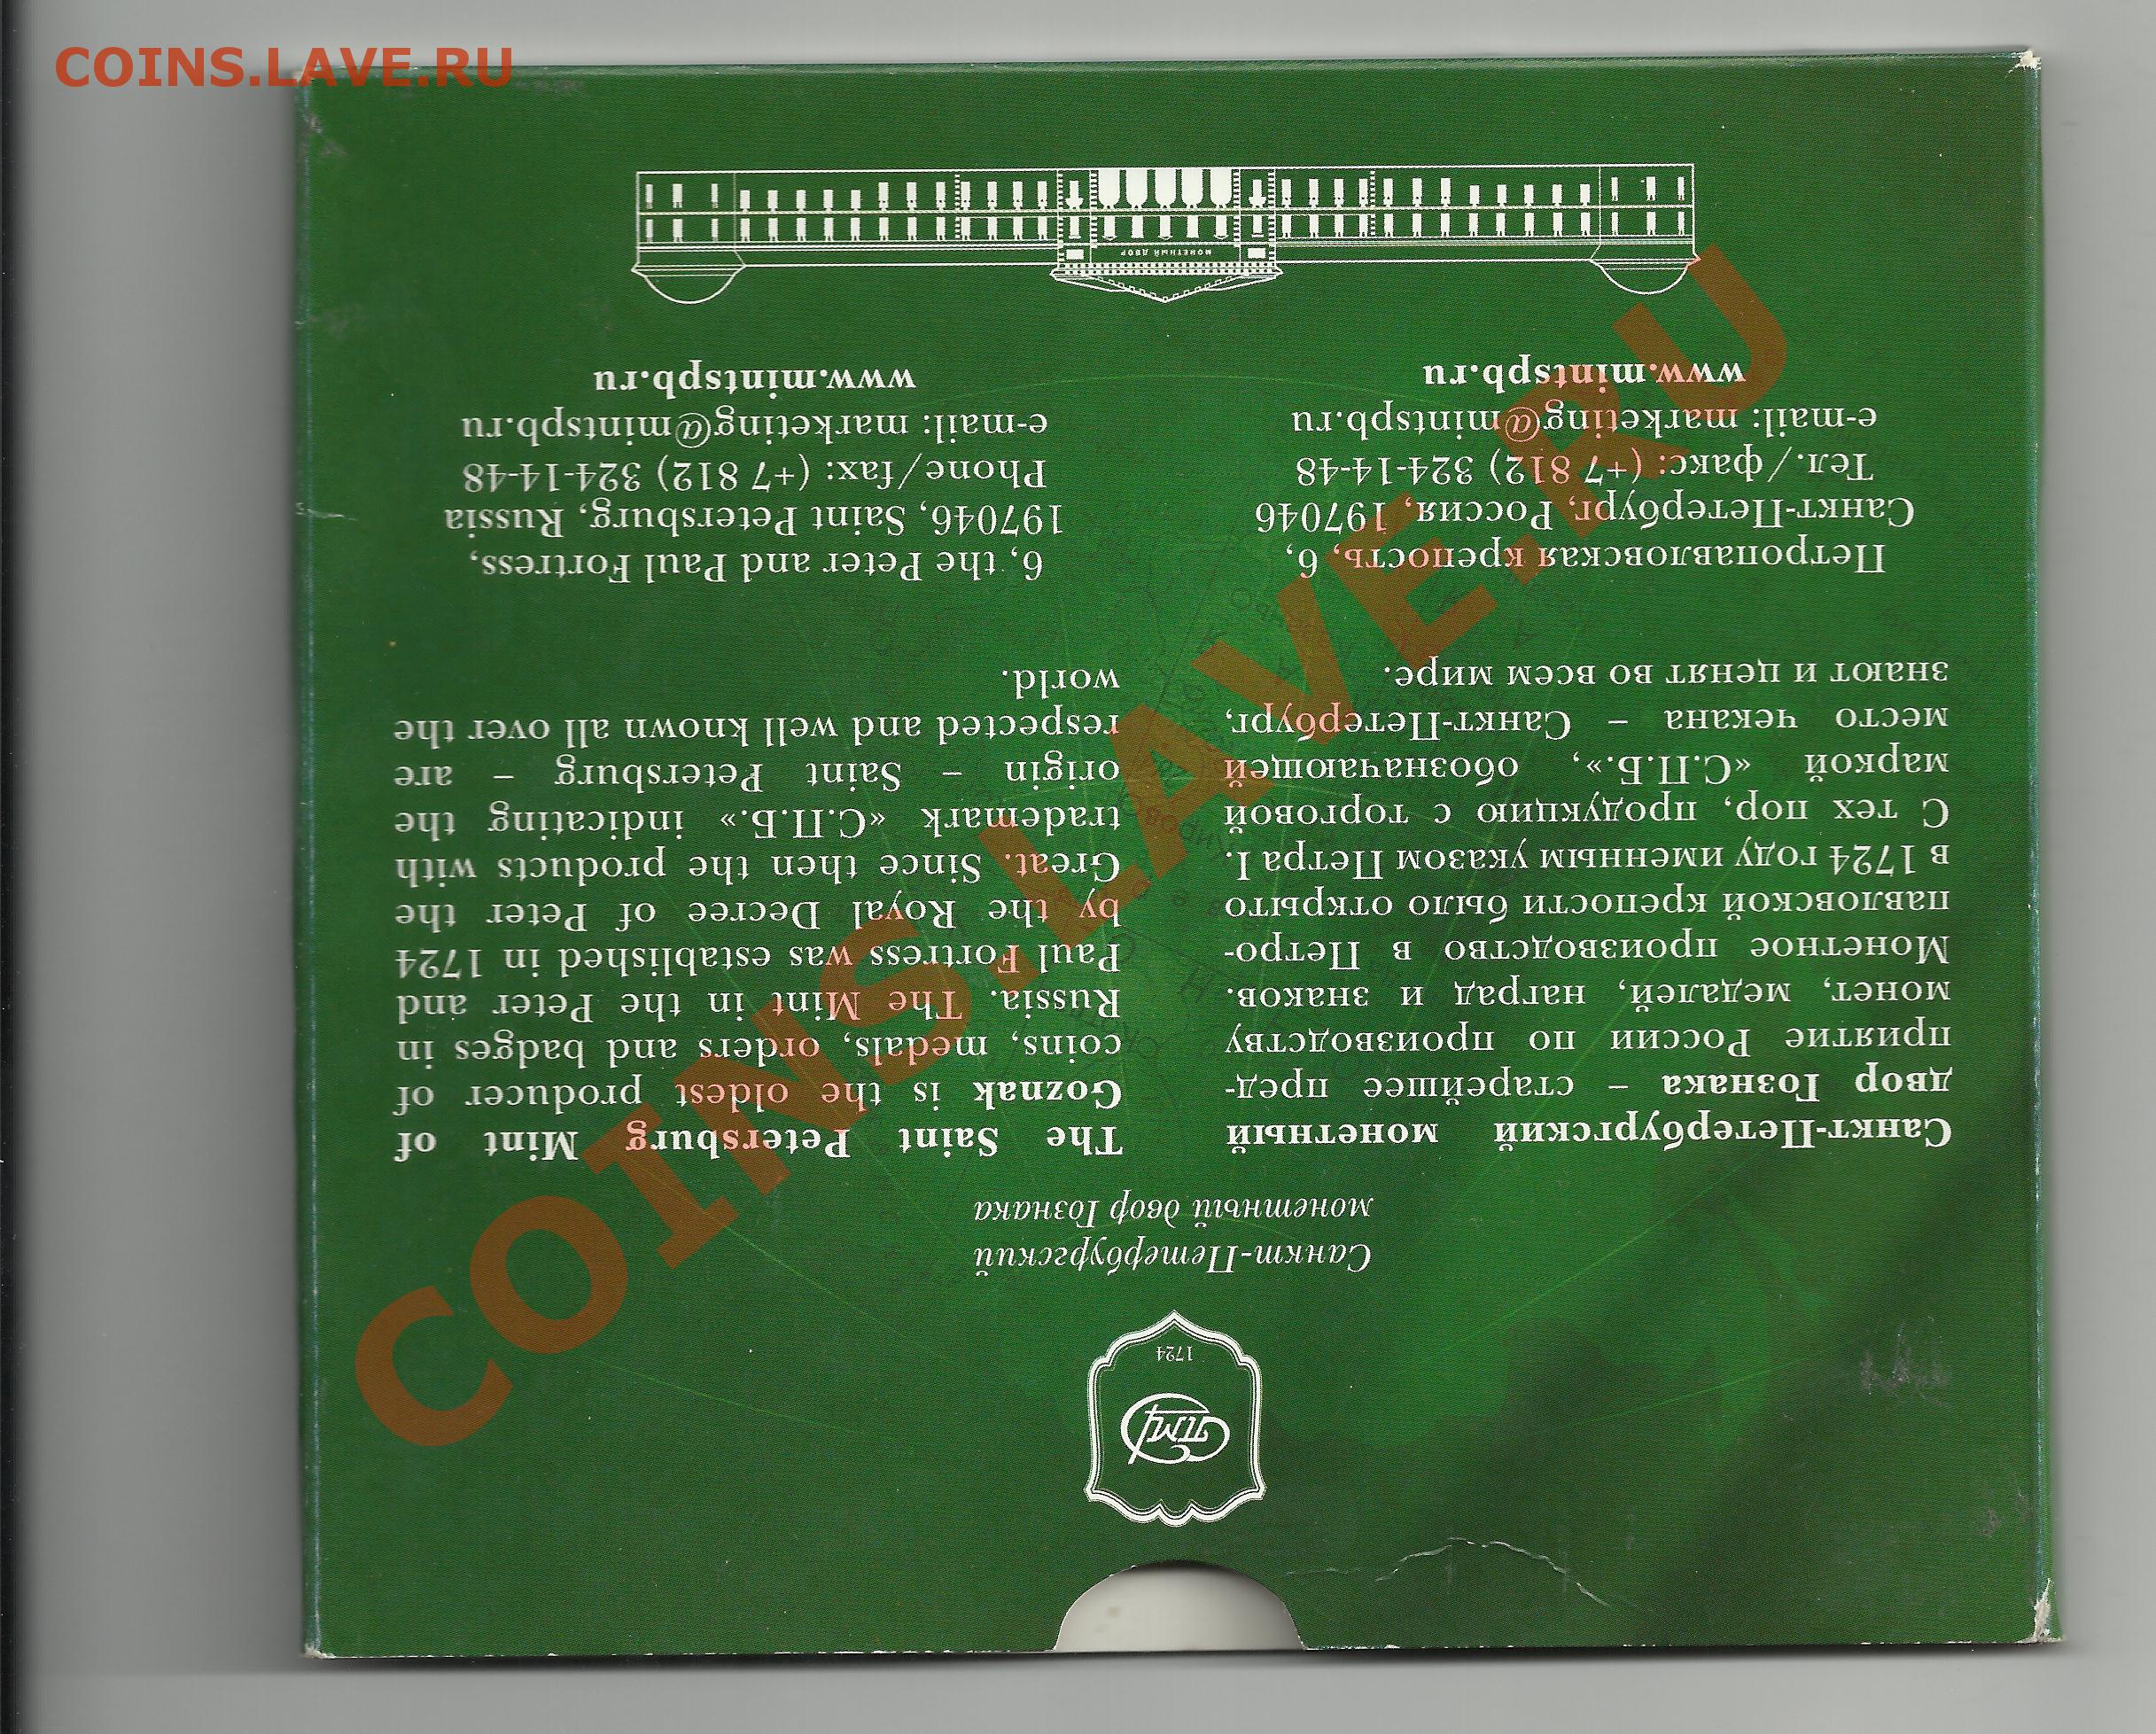 COINS.LAVE.RU
1724
Санкт-Петербургский
монетный двор Гознака
Санкт-Петербургский монетный
двор Гознака – старейшее пред-
приятие России по производству
монет, медалей, наград и знаков.
Монетное производство в Петро-
павловской крепости было открыто
в 1724 году именным указом Петра I.
С тех пор, продукцию с торговой
маркой «С.П.Б.», обозначающей
место чекана – Санкт-Петербург,
знают и ценят во всем мире.
Петропавловская крепость, 6,
Санкт-Петербург, Россия, 197046
Тел./факс: (+7 812) 324-14-48
e-mail: marketing@mintspb.ru
www.mintspb.ru
The Saint Petersburg Mint of
Goznak is the oldest producer of
coins, medals, orders and badges in
Russia. The Mint in the Peter and
Paul Fortress was established in 1724
by the Royal Decree of Peter the
Great. Since then the products with
trademark «С.П.Б.» indicating the
origin – Saint Petersburg – are
respected and well known all over the
world.
6, the Peter and Paul Fortress,
197046, Saint Petersburg, Russia
Phone/fax: (+7 812) 324-14-48
e-mail: marketing@mintspb.ru
www.mintspb.ru
МОНЕТНЫЙ ДВОР
COINS.LAVE.RU